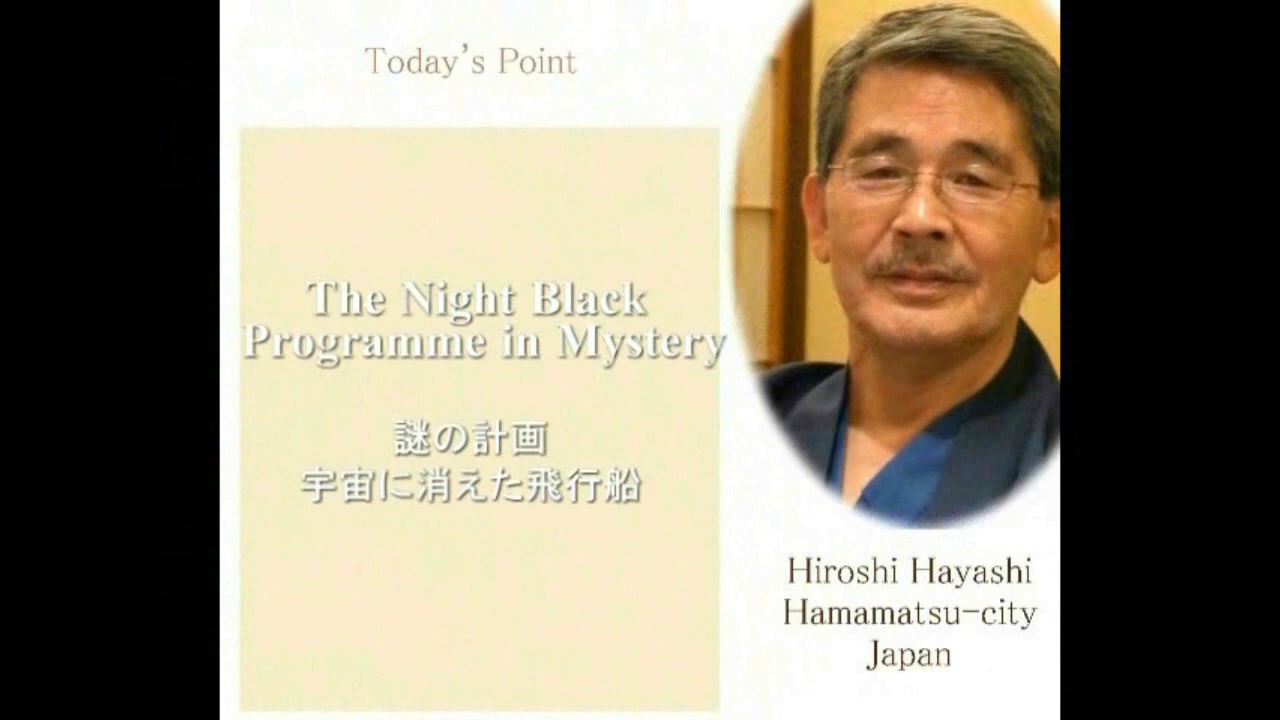 Today's Point
The Night Black
Programme in Mystery
謎の計画
宇宙に消えた飛行船
Hiroshi Hayashi
Hamamatsu-city
Japan